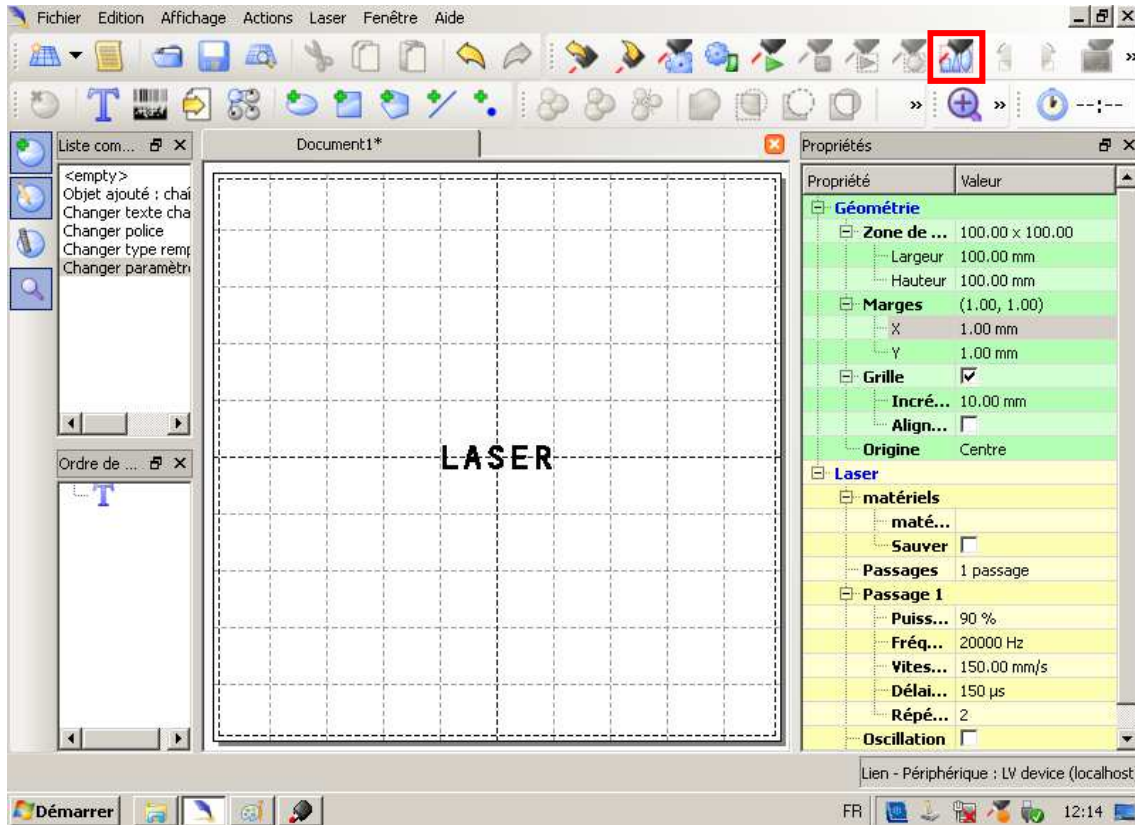 Fichier Edition Affichage Actions Laser Fenêtre Aide
»
» » --:--
Liste com...
<empty>
Objet ajouté : chaî
Changer texte cha
Changer police
Changer type remp
Changer paramètr
Ordre de ...
T
Document1*
LASER
Propriétés
Propriété Valeur
Géométrie
Zone de ... 100.00 x 100.00
Largeur 100.00 mm
Hauteur 100.00 mm
Marges (1.00, 1.00)
X 1.00 mm
Y 1.00 mm
Grille
Incré... 10.00 mm
Align...
Origine Centre
Laser
matériels
maté...
Sauver
Passages 1 passage
Passage 1
Puiss... 90 %
Fréq... 20000 Hz
Vites... 150.00 mm/s
Délai... 150 µs
Répé... 2
Oscillation
Lien - Périphérique : LV device (localhost
Démarrer FR 12:14